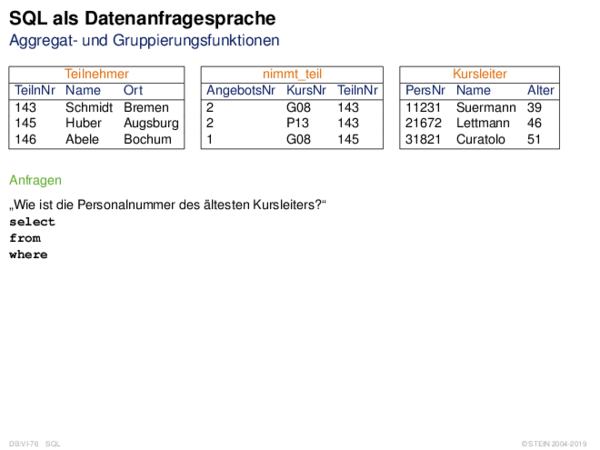 SQL als Datenanfragesprache
Aggregat- und Gruppierungsfunktionen
Teilnehmer
TeilnNr Name Ort
143 Schmidt Bremen
145 Huber Augsburg
146 Abele Bochum
nimmt_teil
AngebotsNr KursNr TeilnNr
2 G08 143
2 P13 143
1 G08 145
Kursleiter
PersNr Name Alter
11231 Suermann 39
21672 Lettmann 46
31821 Curatolo 51
Anfragen
„Wie ist die Personalnummer des ältesten Kursleiters?“
select
from
where
DB:VI-76 SQL
©STEIN 2004-2019